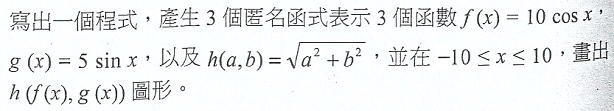 寫出一個程式，產生 3 個匿名函式表示 3 個函數 f (x) = 10 cos x，
g (x) = 5 sin x，以及 h(a,b) = √(a² + b²)，並在 −10 ≤ x ≤ 10，畫出
h (f(x), g (x)) 圖形。